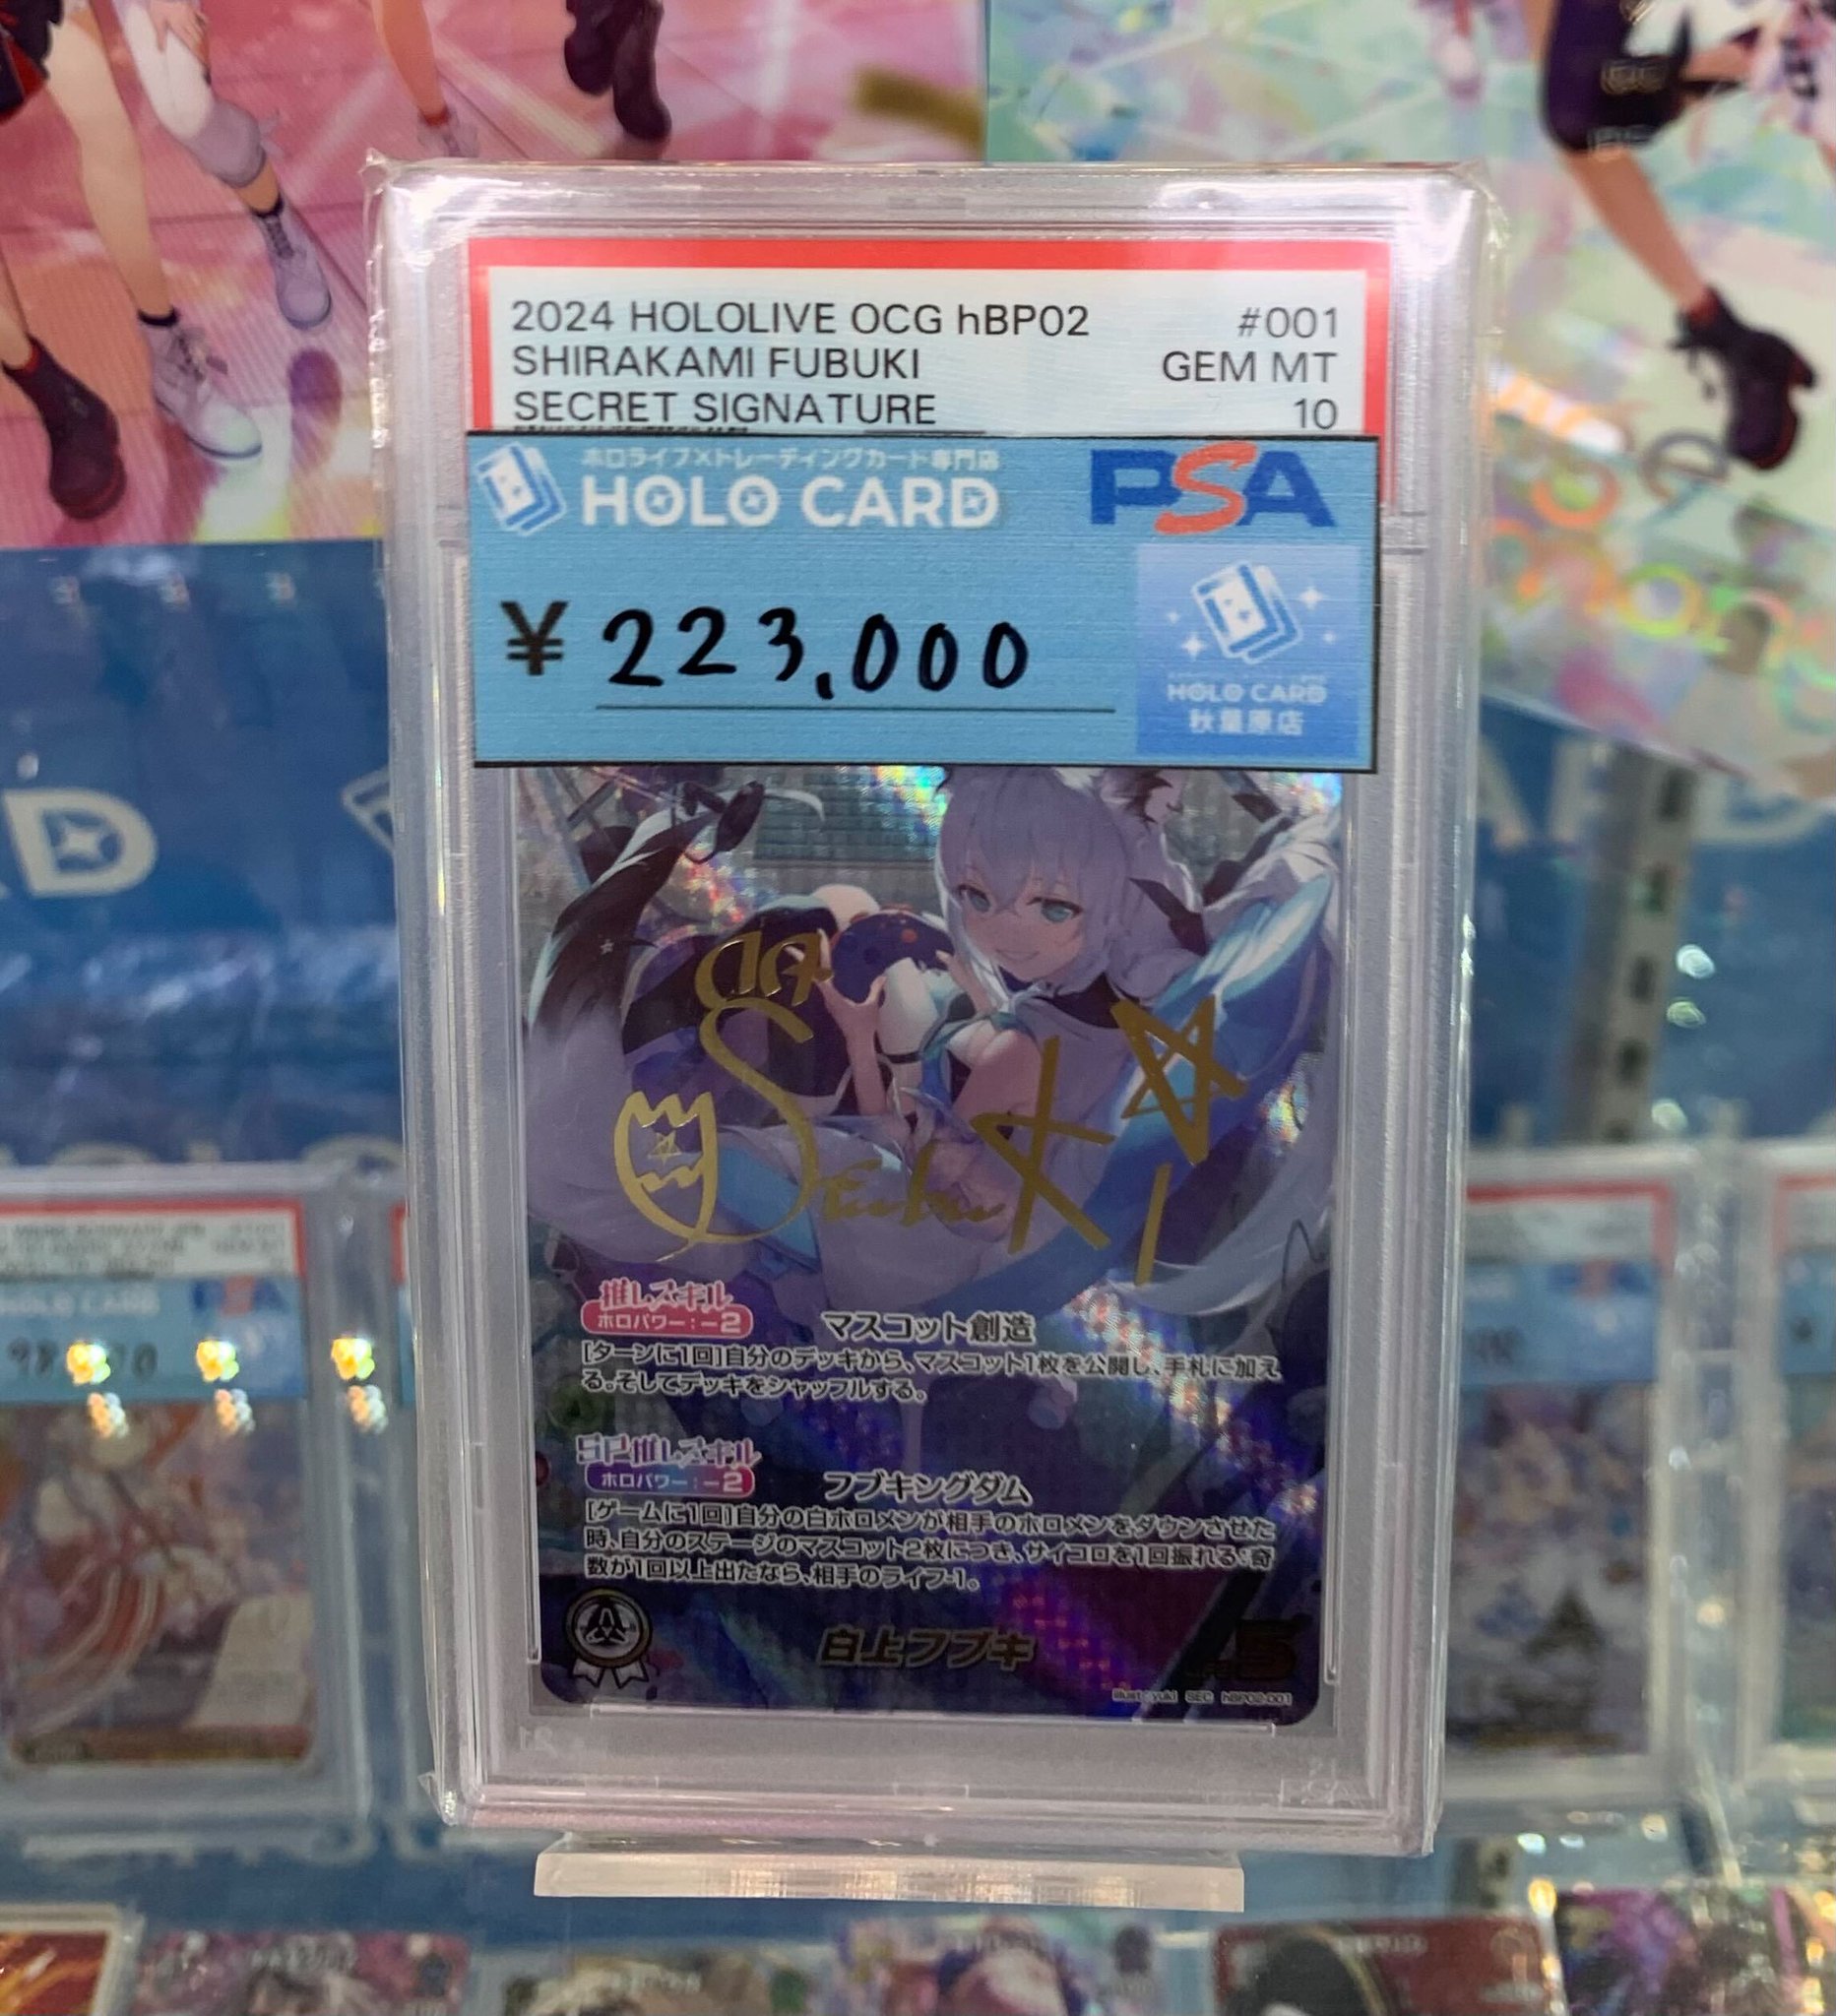 2024 HOLOLIVE OCG hBP02 #001
SHIRAKAMI FUBUKI GEM MT
SECRET SIGNATURE 10
ホロライブ×トレーディングカード専門店
HOLO CARD PSA
¥ 223,000
HOLO CARD
秋葉原店
推しスキル
ホロパワー:-2 マスコット創造
[ターンに1回]自分のデッキから、マスコット1枚を公開し、手札に加え
る。そしてデッキをシャッフルする。
SP推しスキル
ホロパワー:-2 フブキングダム
[ゲームに1回]自分の白ホロメンが相手のホロメンをダウンさせた
時、自分のステージのマスコット2枚につき、サイコロを1回振れる:奇
数が1回以上出たなら、相手のライフ-1。
白上フブキ 5
illust:yuki SEC hBP02-001